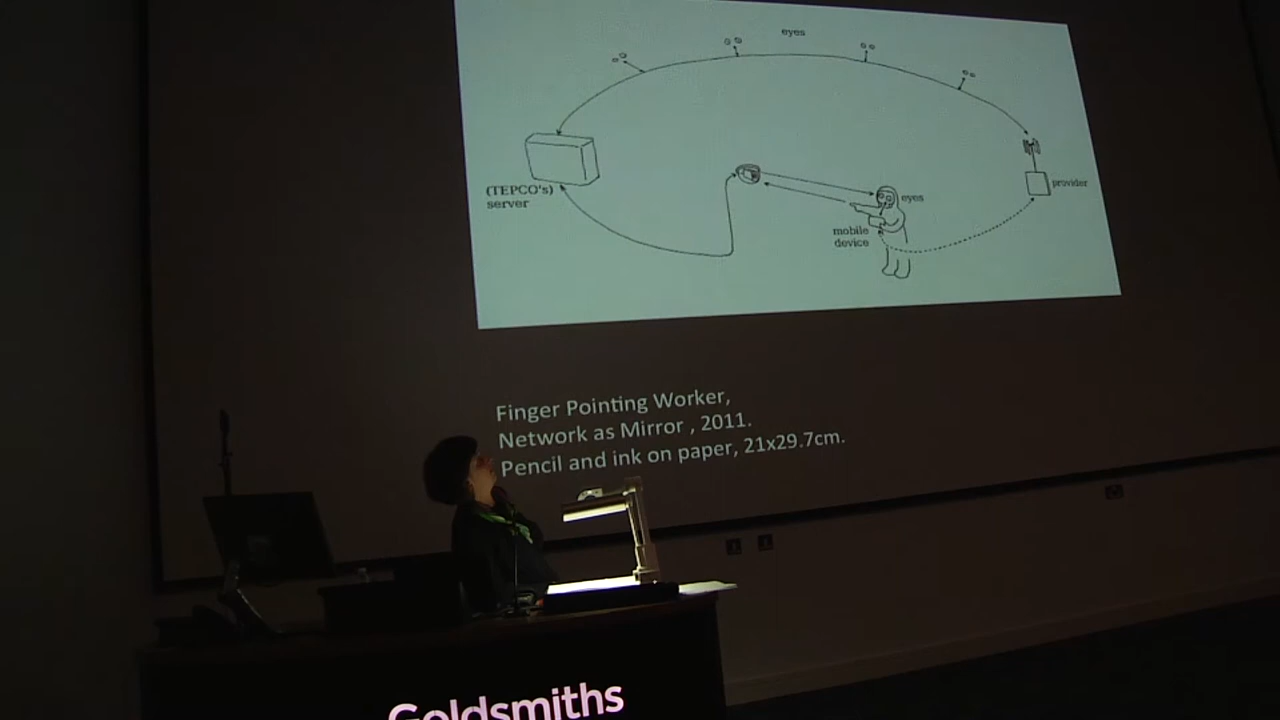 eyes
(TEPCO's)
server
eyes
mobile
device
provider
Finger Pointing Worker,
Network as Mirror , 2011.
Pencil and ink on paper, 21x29.7cm.
Goldsmiths